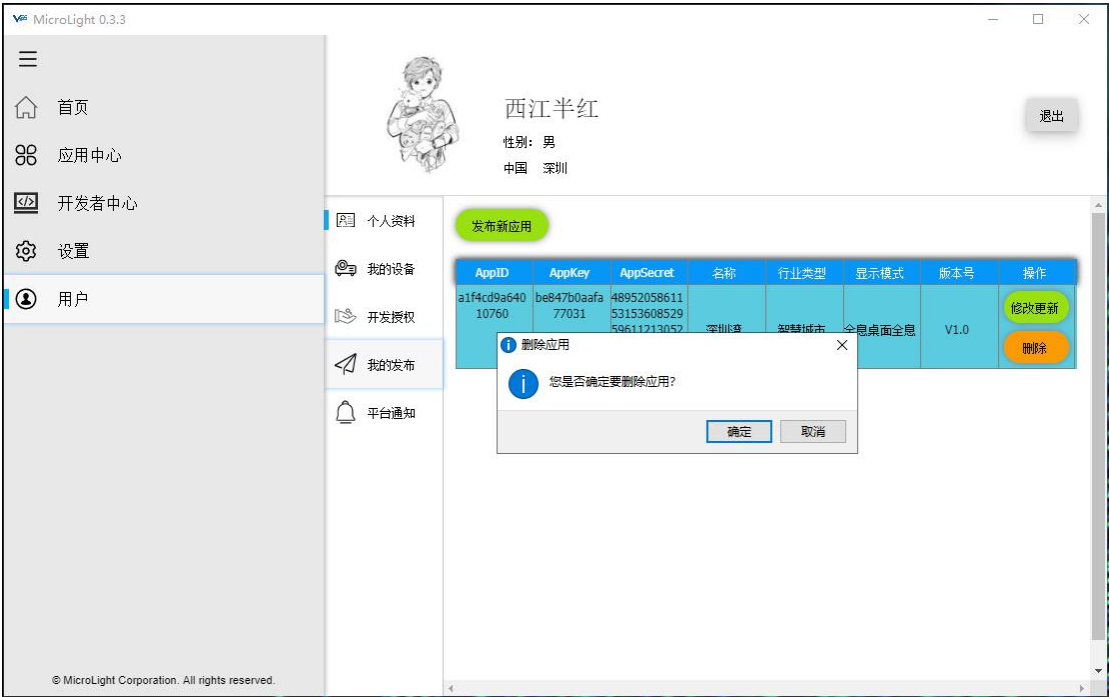 MicroLight 0.3.3
首页
应用中心
开发者中心
设置
用户
© MicroLight Corporation. All rights reserved.
西江半红
性别：男
中国 深圳
退出
个人资料
我的设备
开发授权
我的发布
平台通知
发布新应用
AppID AppKey AppSecret 名称 行业类型 显示模式 版本号 操作
a1f4cd9a640 be847b0aafa 48952058611 修改更新
10760 77031 53153608529
59611213052 深圳湾 智慧城市 全息桌面全息 V1.0
删除
删除应用
您是否确定要删除应用?
确定 取消